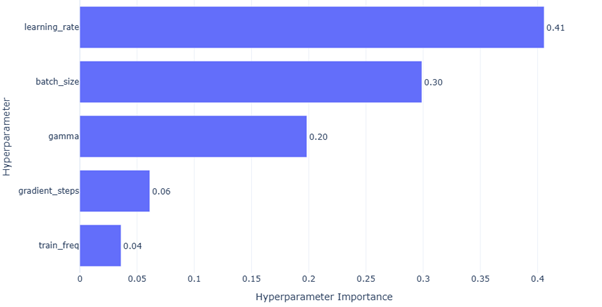 Hyperparameter
learning_rate 0.41
batch_size 0.30
gamma 0.20
gradient_steps 0.06
train_freq 0.04
0 0.05 0.1 0.15 0.2 0.25 0.3 0.35 0.4
Hyperparameter Importance